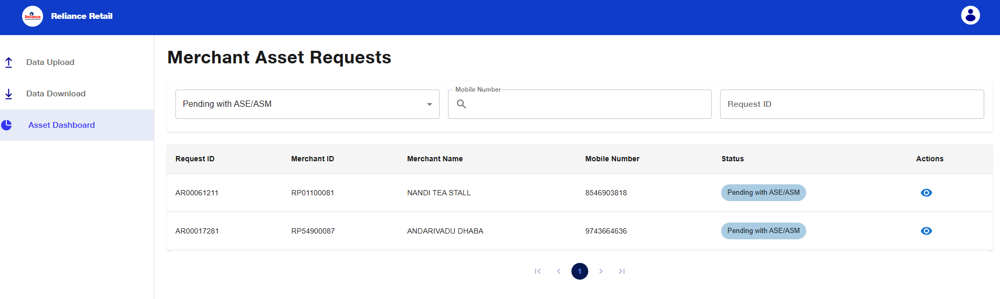 Reliance
Reliance Retail
Data Upload
Data Download
Asset Dashboard
Merchant Asset Requests
Pending with ASE/ASM
Mobile Number
Request ID
Request ID Merchant ID Merchant Name Mobile Number Status Actions
AR00061211 RP01100081 NANDI TEA STALL 8546903818 Pending with ASE/ASM
AR00017281 RP54900087 ANDARIVADU DHABA 9743664636 Pending with ASE/ASM
1